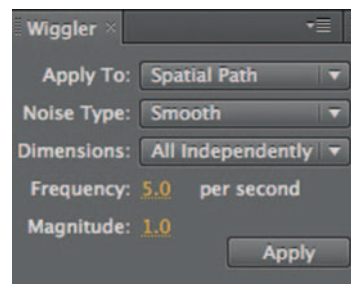 Wiggler
Apply To: Spatial Path
Noise Type: Smooth
Dimensions: All Independently
Frequency: 5.0 per second
Magnitude: 1.0
Apply